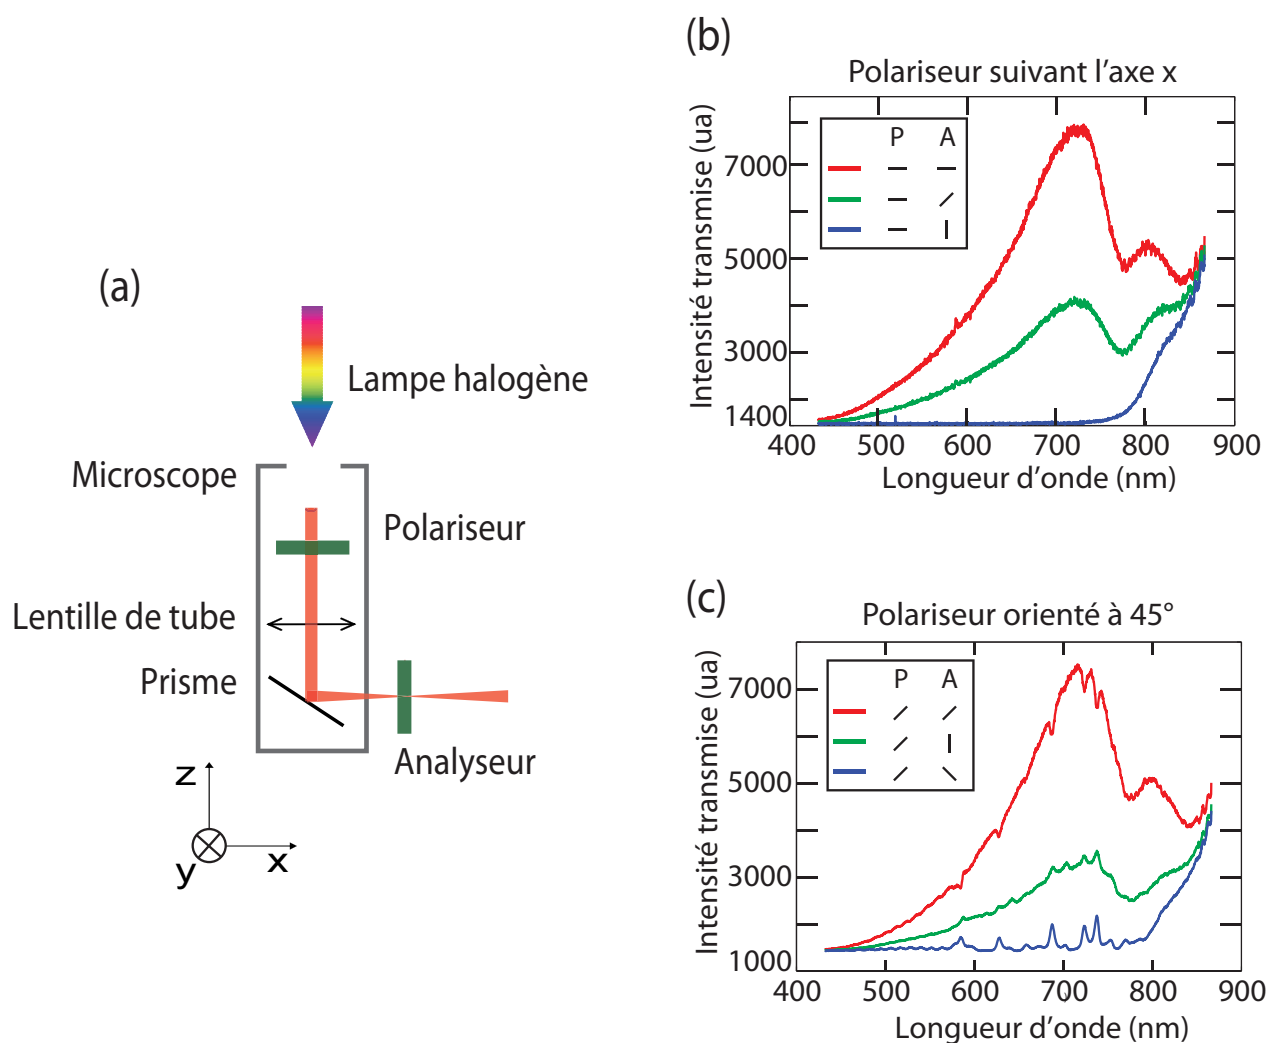 (a)
Lampe halogène
Microscope
Polariseur
Lentille de tube
Prisme
Analyseur
z
y
x
(b)
Polariseur suivant l'axe x
Intensité transmise (ua)
7000
5000
3000
1400
P A
400 500 600 700 800 900
Longueur d'onde (nm)
(c)
Polariseur orienté à 45°
Intensité transmise (ua)
7000
5000
3000
1000
P A
400 500 600 700 800 900
Longueur d'onde (nm)